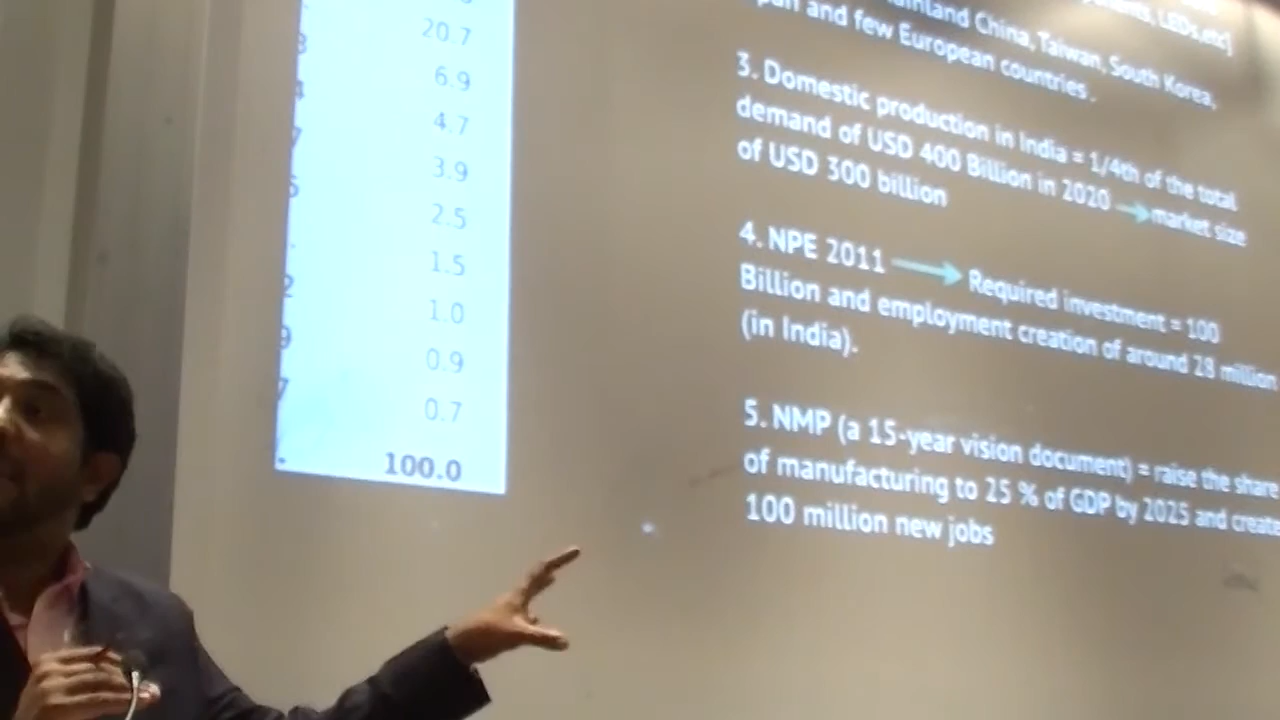 20.7
6.9
4.7
3.9
2.5
1.5
1.0
0.9
0.7
100.0
LEDs,etc]
and few European countries.
China, Taiwan, South Korea,
3. Domestic production in India = 1/4th of the total
demand of USD 400 Billion in 2020 → market size
of USD 300 billion
4. NPE 2011 → Required investment = 100
Billion and employment creation of around 28 million
(in India).
5. NMP (a 15-year vision document) = raise the share
of manufacturing to 25 % of GDP by 2025 and create
100 million new jobs